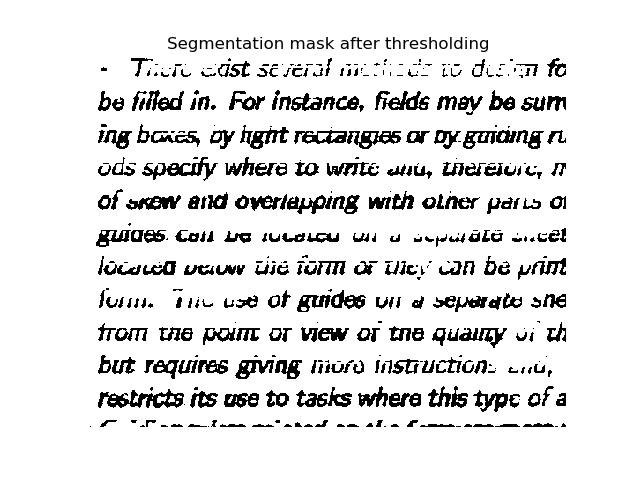 Segmentation mask after thresholding
- There exist several methods to design fo
be filled in. For instance, fields may be surr
ing boxes, by light rectangles or by guiding ru
ods specify where to write and, therefore, m
of skew and overlapping with other parts of
guides can be located on a separate sheet
located below the form or they can be print
form. The use of guides on a separate she
from the point of view of the quality of th
but requires giving more instructions and,
restricts its use to tasks where this type of a